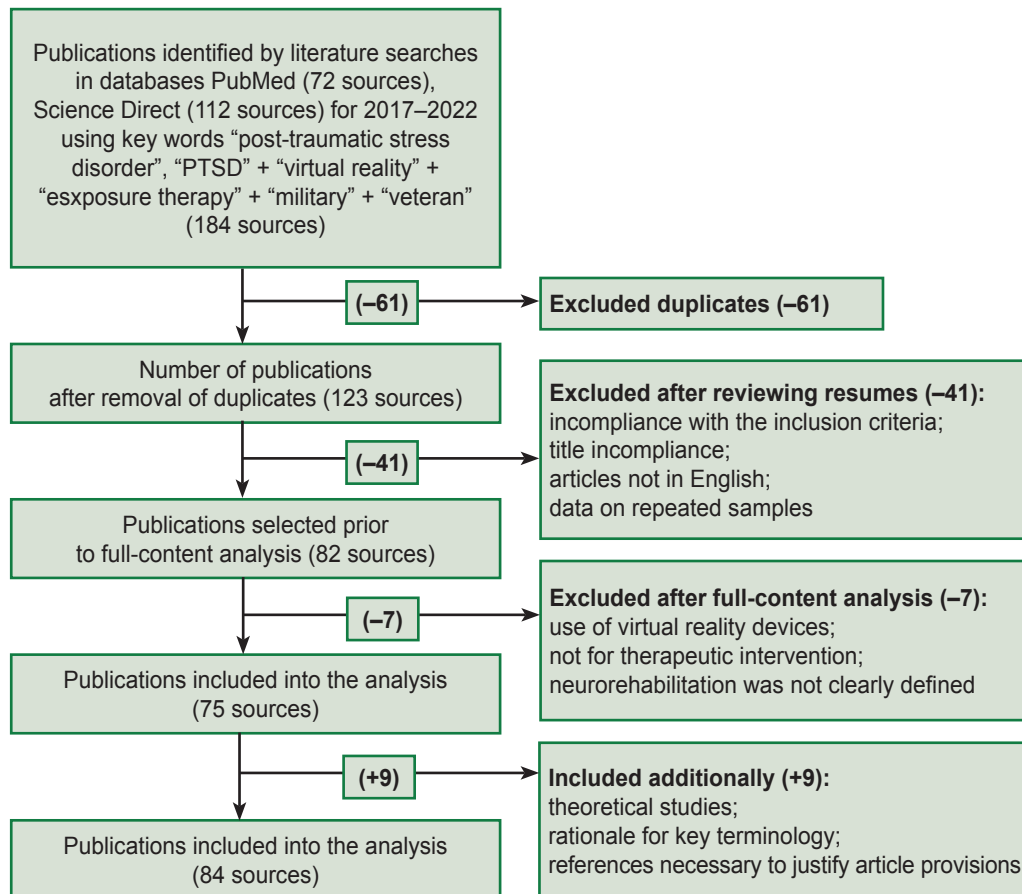 Publications identified by literature searches
in databases PubMed (72 sources),
Science Direct (112 sources) for 2017–2022
using key words “post-traumatic stress
disorder”, “PTSD” + “virtual reality” +
“esxposure therapy” + “military” + “veteran”
(184 sources)
(–61)
Excluded duplicates (–61)
Number of publications
after removal of duplicates (123 sources)
(–41)
Excluded after reviewing resumes (–41):
incompliance with the inclusion criteria;
title incompliance;
articles not in English;
data on repeated samples
Publications selected prior
to full-content analysis (82 sources)
(–7)
Excluded after full-content analysis (–7):
use of virtual reality devices;
not for therapeutic intervention;
neurorehabilitation was not clearly defined
Publications included into the analysis
(75 sources)
(+9)
Included additionally (+9):
theoretical studies;
rationale for key terminology;
references necessary to justify article provisions
Publications included into the analysis
(84 sources)